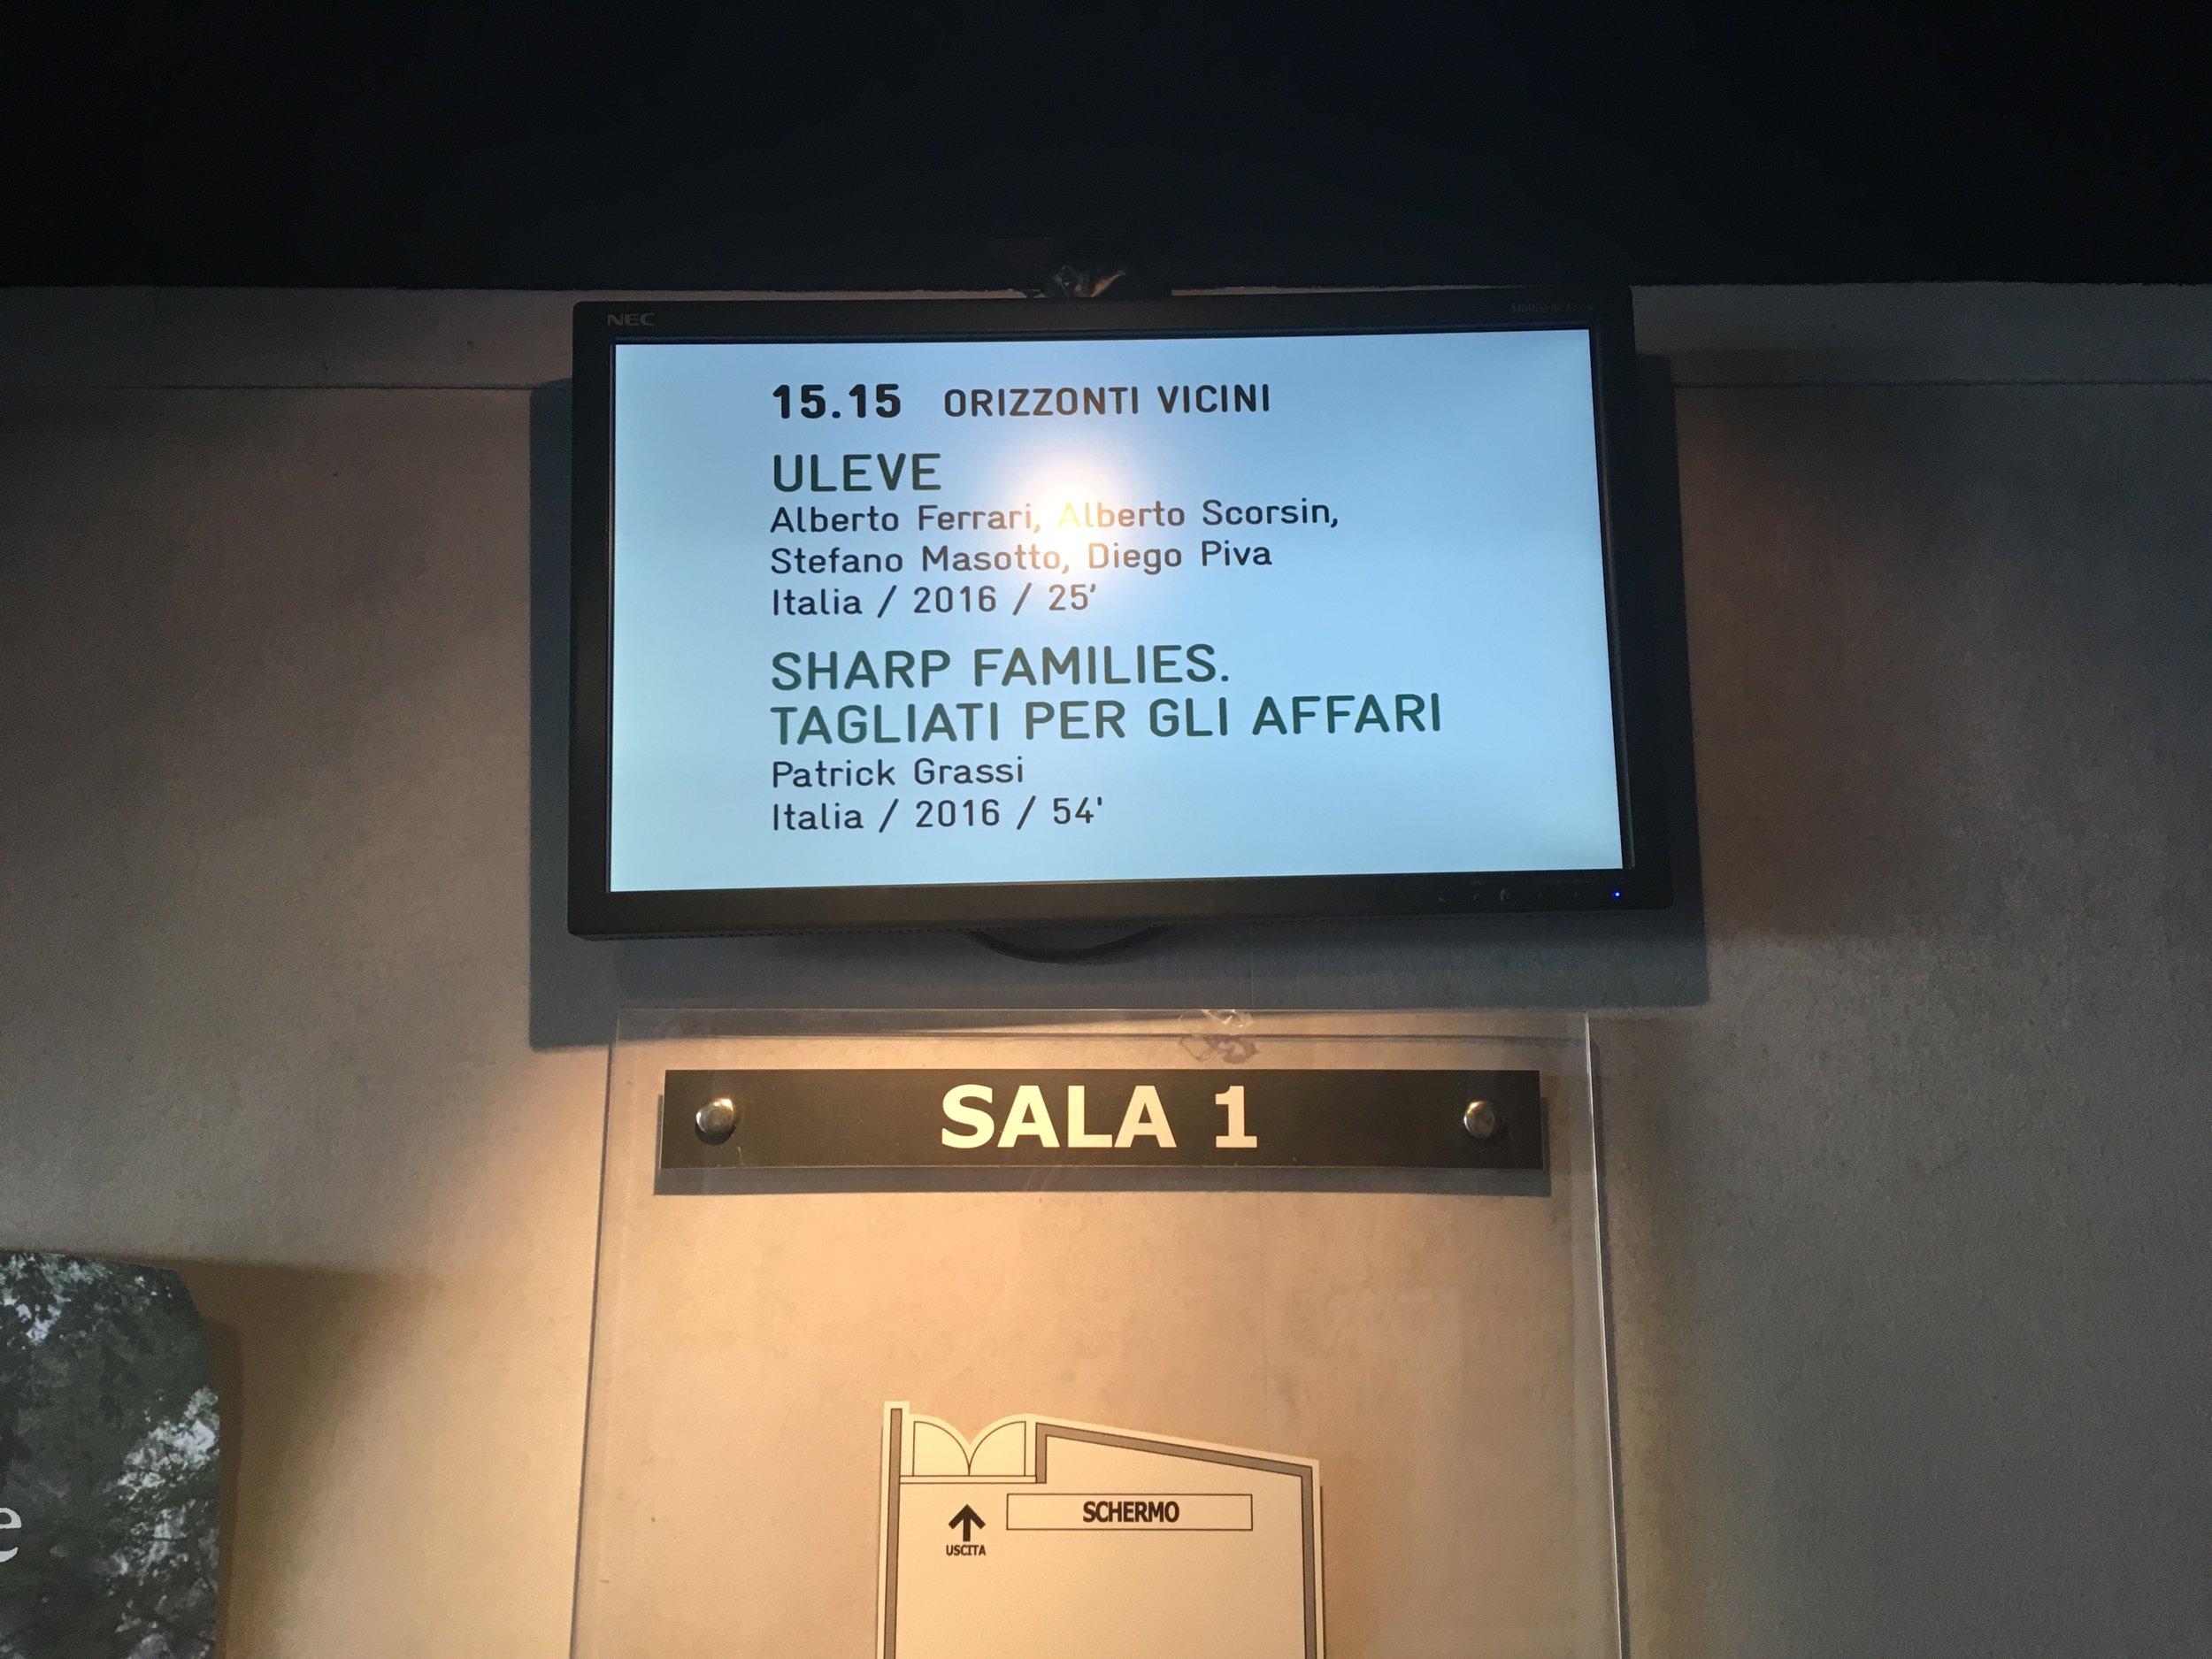 NEC
15.15 ORIZZONTI VICINI
ULEVE
Alberto Ferrari, Alberto Scorsin,
Stefano Masotto, Diego Piva
Italia / 2016 / 25'
SHARP FAMILIES.
TAGLIATI PER GLI AFFARI
Patrick Grassi
Italia / 2016 / 54'
SALA 1
SCHERMO
USCITA
e